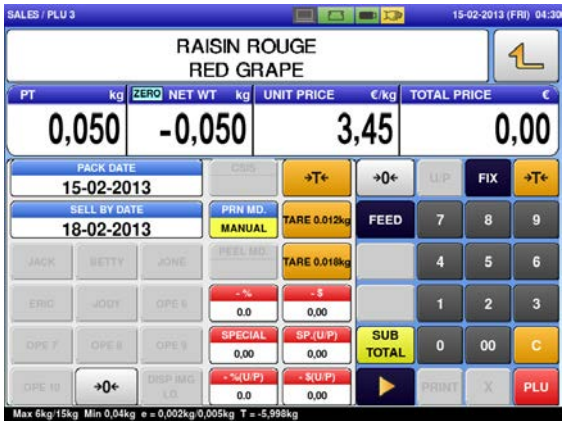 SALES / PLU 3
15-02-2013 (FRI) 04:30
RAISIN ROUGE
RED GRAPE
PT kg ZERO NET WT kg UNIT PRICE €/kg TOTAL PRICE €
0,050 -0,050 3,45 0,00
PACK DATE
15-02-2013
CSIS →T← →0← U/P FIX →T←
SELL BY DATE
18-02-2013
PRN MD.
MANUAL
TARE 0.012kg FEED 7 8 9
JACK BETTY JONE PEEL MD. TARE 0.018kg 4 5 6
ERIC JODY OPE 6 - % - $ 1 2 3
0.0 0,00
OPE 7 OPE 8 OPE 9 SPECIAL SP.(U/P) SUB TOTAL 0 00 C
0,00 0,00
OPE 10 →0← DISP IMG LD. - %(U/P) - $(U/P) PRINT X PLU
0.0 0,00
Max 6kg/15kg Min 0,04kg e = 0,002kg/0,005kg T = -5,998kg